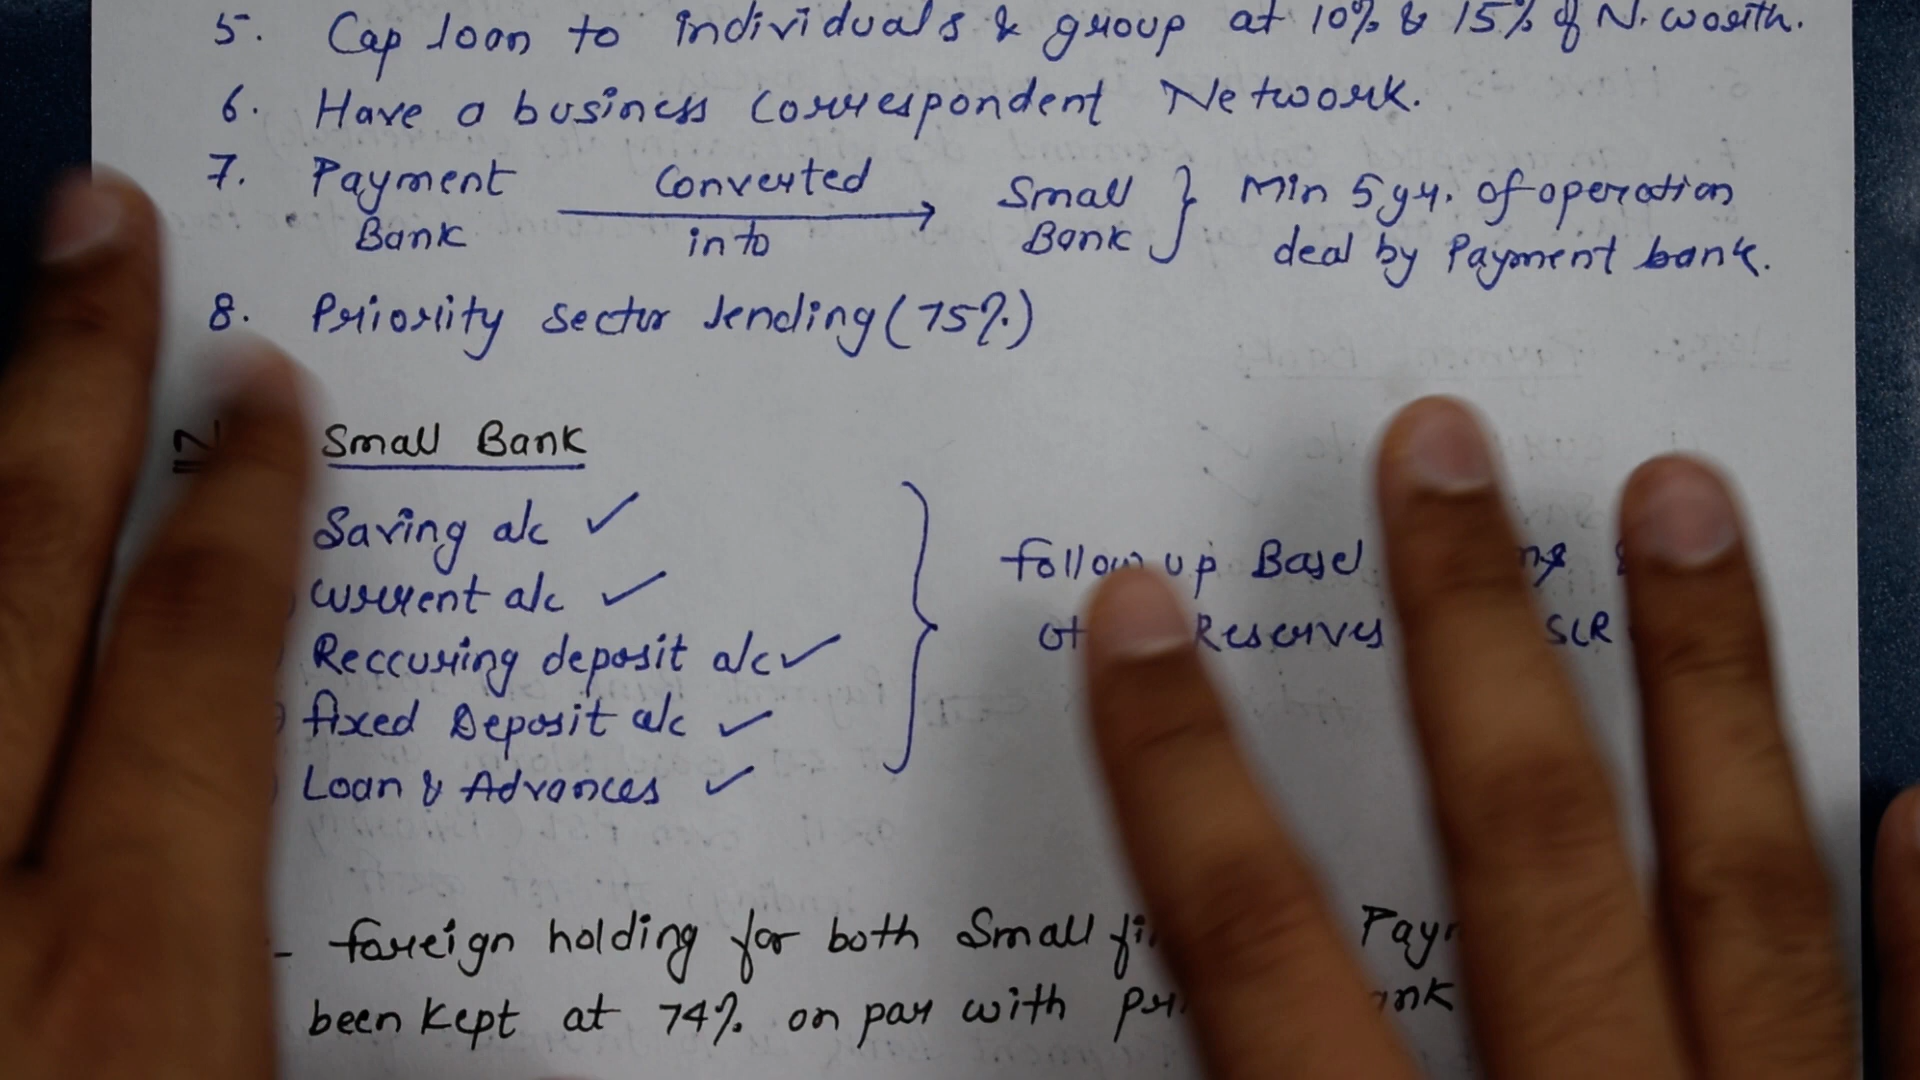 5. Cap loan to individuals & group at 10% & 15% of N. worth.
6. Have a business correspondent Network.
7. Payment Bank Converted into Small Bank } Min 5 yr. of operation deal by Payment bank.
8. Priority sector lending (75%)
Small Bank
Saving a/c ✓
current a/c ✓
Reccuring deposit a/c ✓
fixed Deposit a/c ✓
Loan & Advances ✓
follow up Basel
Reserves SLR
- foreign holding for both Small
been kept at 74% on par with